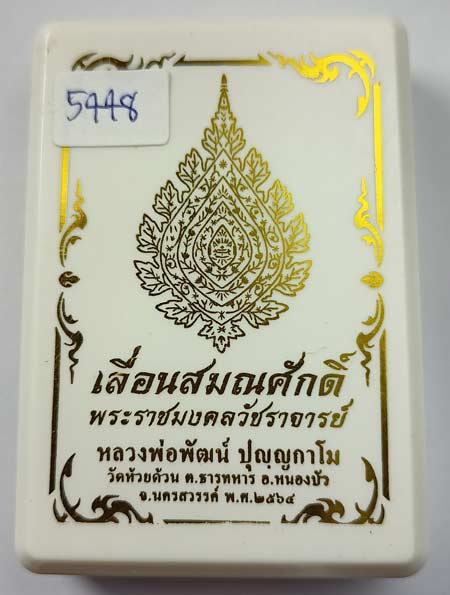 5448
เลื่อนสมณศักดิ์
พระราชมงคลวัชราจารย์
หลวงพ่อพัฒน์ ปุญฺญกาโม
วัดห้วยด้วน ต.ธารทหาร อ.หนองบัว
จ.นครสวรรค์ พ.ศ.๒๕๖๔